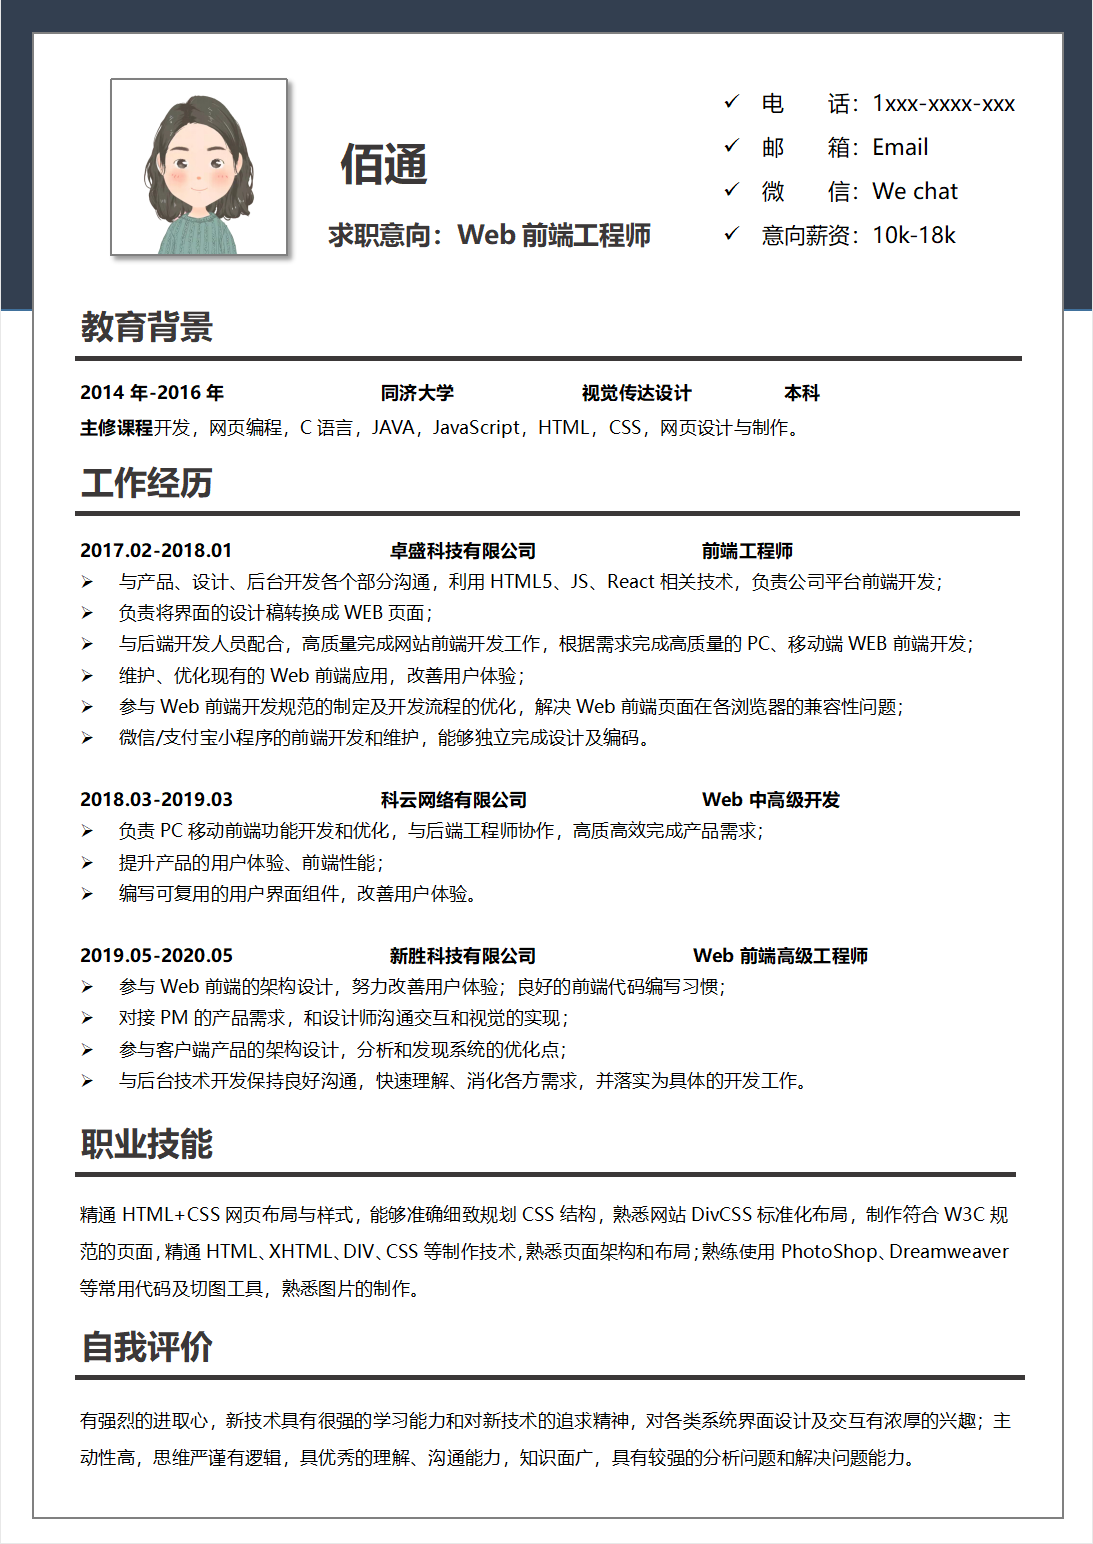 佰通
求职意向：Web 前端工程师
电　　话：1xxx-xxxx-xxx
邮　　箱：Email
微　　信：We chat
意向薪资：10k-18k
教育背景
2014 年-2016 年 同济大学 视觉传达设计 本科
主修课程开发，网页编程，C 语言，JAVA，JavaScript，HTML，CSS，网页设计与制作。
工作经历
2017.02-2018.01 卓盛科技有限公司 前端工程师
与产品、设计、后台开发各个部分沟通，利用 HTML5、JS、React 相关技术，负责公司平台前端开发；
负责将界面的设计稿转换成 WEB 页面；
与后端开发人员配合，高质量完成网站前端开发工作，根据需求完成高质量的 PC、移动端 WEB 前端开发；
维护、优化现有的 Web 前端应用，改善用户体验；
参与 Web 前端开发规范的制定及开发流程的优化，解决 Web 前端页面在各浏览器的兼容性问题；
微信/支付宝小程序的前端开发和维护，能够独立完成设计及编码。
2018.03-2019.03 科云网络有限公司 Web 中高级开发
负责 PC 移动前端功能开发和优化，与后端工程师协作，高质高效完成产品需求；
提升产品的用户体验、前端性能；
编写可复用的用户界面组件，改善用户体验。
2019.05-2020.05 新胜科技有限公司 Web 前端高级工程师
参与 Web 前端的架构设计，努力改善用户体验；良好的前端代码编写习惯；
对接 PM 的产品需求，和设计师沟通交互和视觉的实现；
参与客户端产品的架构设计，分析和发现系统的优化点；
与后台技术开发保持良好沟通，快速理解、消化各方需求，并落实为具体的开发工作。
职业技能
精通 HTML+CSS 网页布局与样式，能够准确细致规划 CSS 结构，熟悉网站 DivCSS 标准化布局，制作符合 W3C 规
范的页面，精通 HTML、XHTML、DIV、CSS 等制作技术，熟悉页面架构和布局；熟练使用 PhotoShop、Dreamweaver
等常用代码及切图工具，熟悉图片的制作。
自我评价
有强烈的进取心，新技术具有很强的学习能力和对新技术的追求精神，对各类系统界面设计及交互有浓厚的兴趣；主
动性高，思维严谨有逻辑，具优秀的理解、沟通能力，知识面广，具有较强的分析问题和解决问题能力。